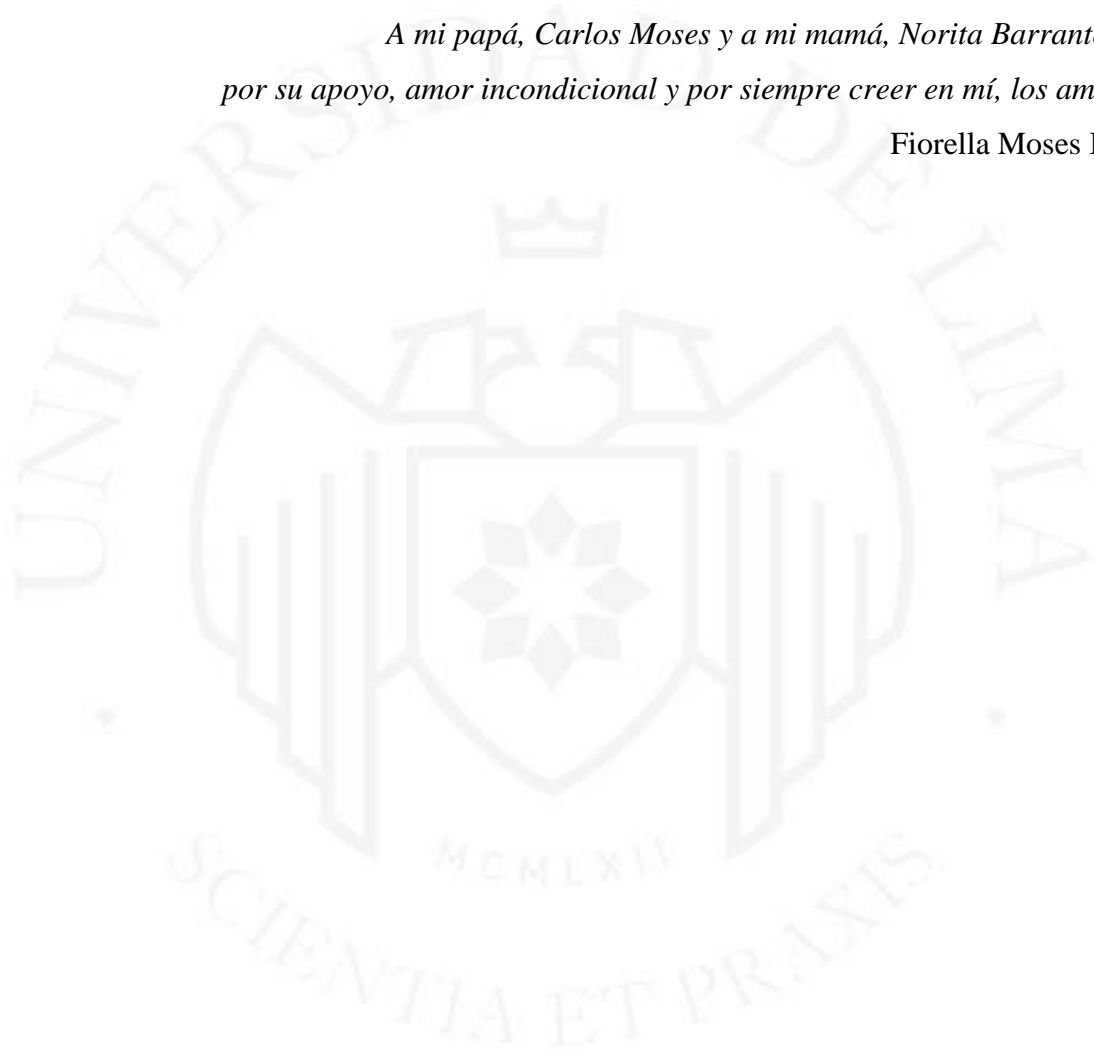 A mi papá, Carlos Moses y a mi mamá, Norita
por su apoyo, amor incondicional y por siempre creer en mí, los
Fiorella Moses
UNIVERSIDAD DE LIMA
MCMLXII
SCIENTIA ET PRAXIS